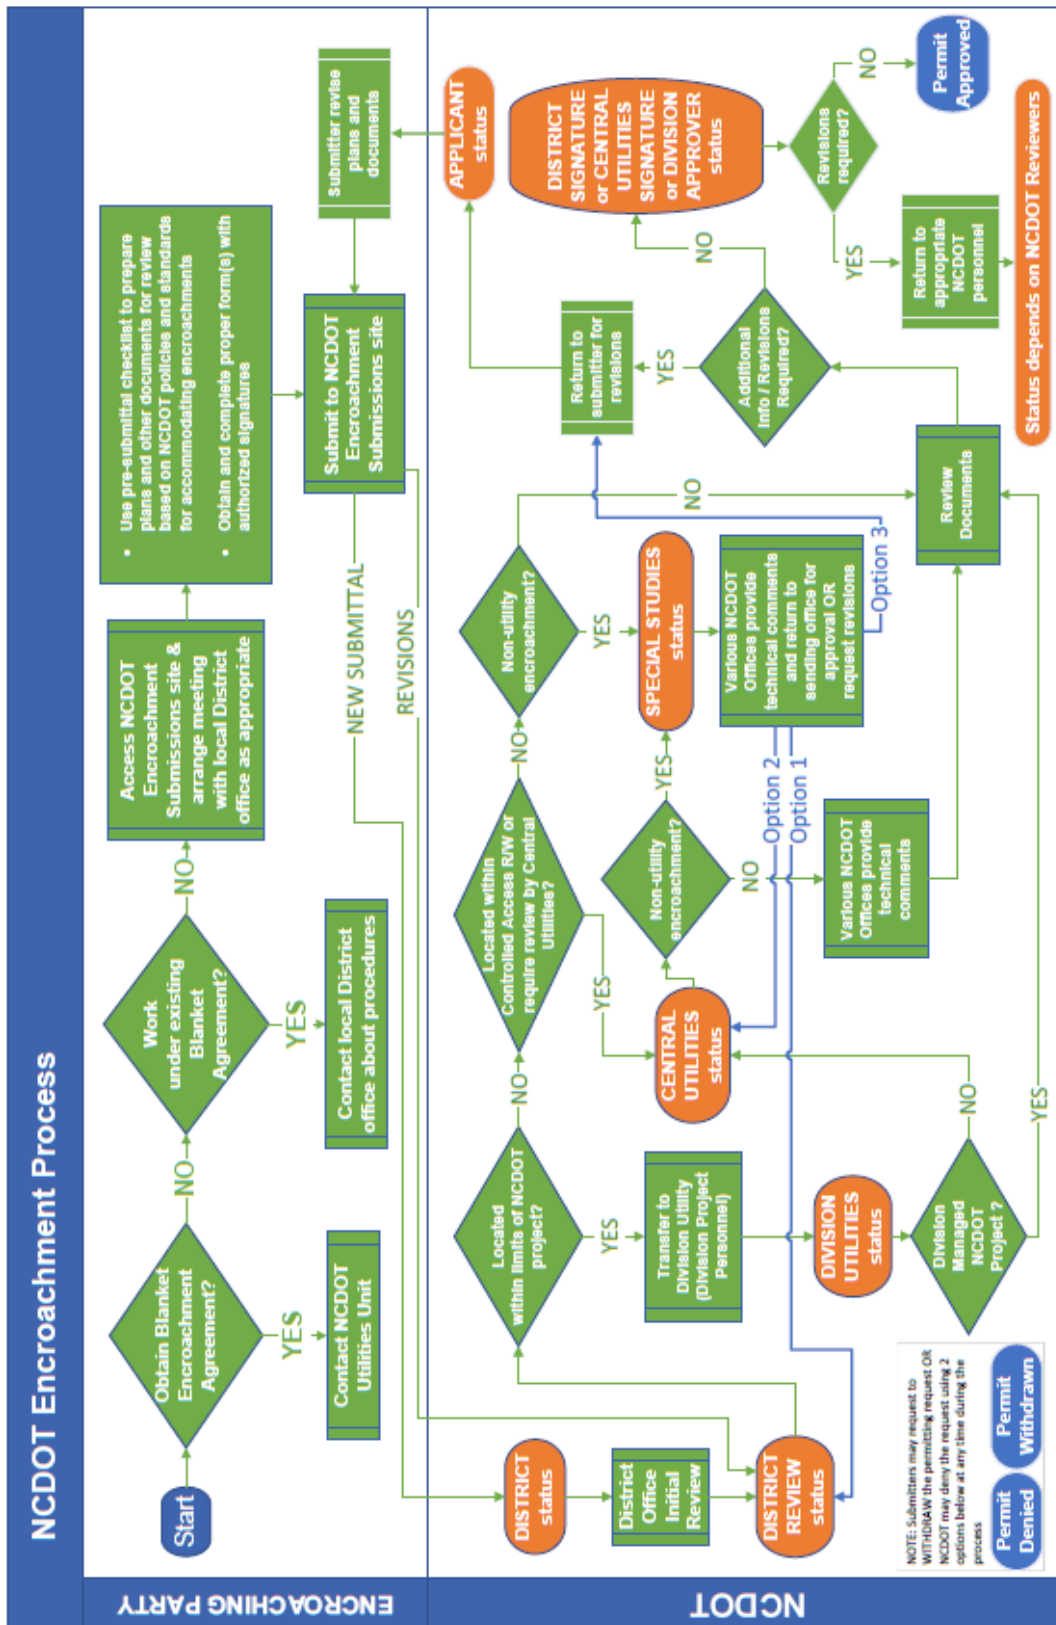 NCDOT Encroachment Process
ENCROACHING PARTY
Start
Obtain Blanket
Encroachment
Agreement?
YES
Contact NCDOT
Utilities Unit
NO
Work
under existing
Blanket
Agreement?
YES
Contact local District
office about procedures
NO
Access NCDOT
Encroachment
Submissions site &
arrange meeting
with local District
office as appropriate
• Use pre-submittal checklist to prepare
plans and other documents for review
based on NCDOT policies and standards
for accommodating encroachments
• Obtain and complete proper form(s) with
authorized signatures
Submit to NCDOT
Encroachment
Submissions site
Submitter revise
plans and
documents
NEW SUBMITTAL
REVISIONS
NCDOT
DISTRICT
status
District
Office
Initial
Review
DISTRICT
REVIEW
status
Located
within limits of NCDOT
project?
YES
Transfer to
Division Utility
(Division Project
Personnel)
DIVISION
UTILITIES
status
Division
Managed
NCDOT
Project ?
NO
YES
NO
Located within
Controlled Access R/W or
require review by Central
Utilities?
YES
CENTRAL
UTILITIES
status
Non-utility
encroachment?
YES
NO
Various NCDOT
Offices provide
technical
comments
NO
Non-utility
encroachment?
YES
NO
SPECIAL STUDIES
status
Various NCDOT
Offices provide
technical comments
and return to
sending office for
approval OR
request revisions
Option 2
Option 1
Option 3
Review
Documents
Additional
Info / Revisions
Required?
YES
Return to
submitter for
revisions
APPLICANT
status
NO
DISTRICT
SIGNATURE
or CENTRAL
UTILITIES
SIGNATURE
or DIVISION
APPROVER
status
Revisions
required?
NO
Permit
Approved
YES
Return to
appropriate
NCDOT
personnel
Status depends on NCDOT Reviewers
NOTE: Submitters may request to
WITHDRAW the permitting request OR
NCDOT may deny the request using 2
options below at any time during the
process
Permit
Denied
Permit
Withdrawn